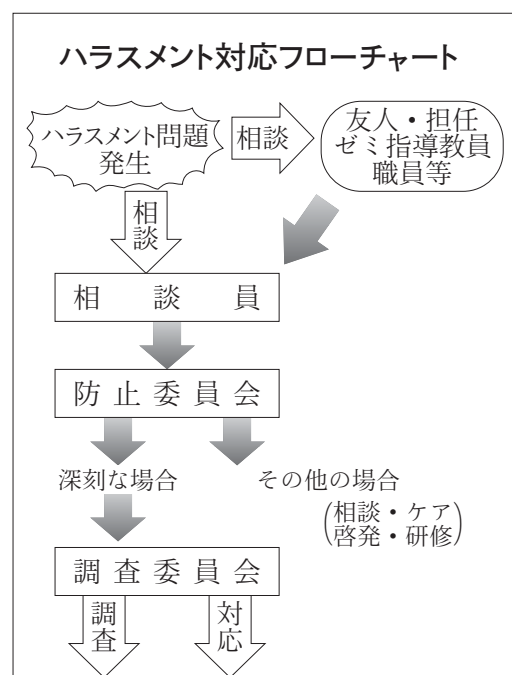 ハラスメント対応フローチャート
ハラスメント問題
発生
相談
友人・担任
ゼミ指導教員
職員等
相談
相談員
防止委員会
深刻な場合
その他の場合
(相談・ケア
啓発・研修)
調査委員会
調査
対応